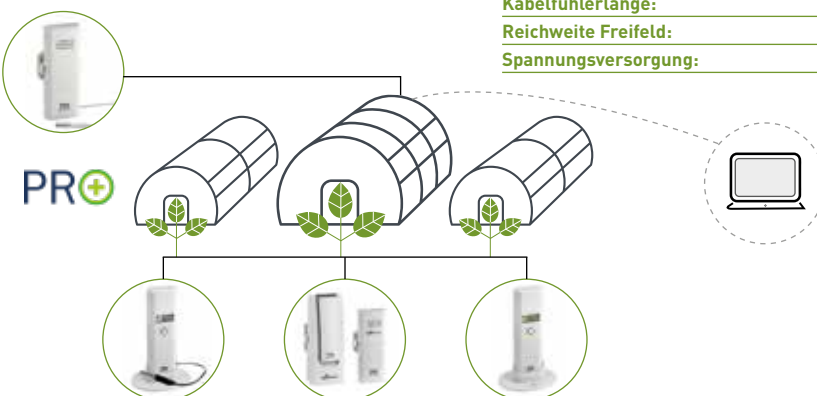 Kabelfühlerlänge:
Reichweite Freifeld:
Spannungsversorgung:
PRO+